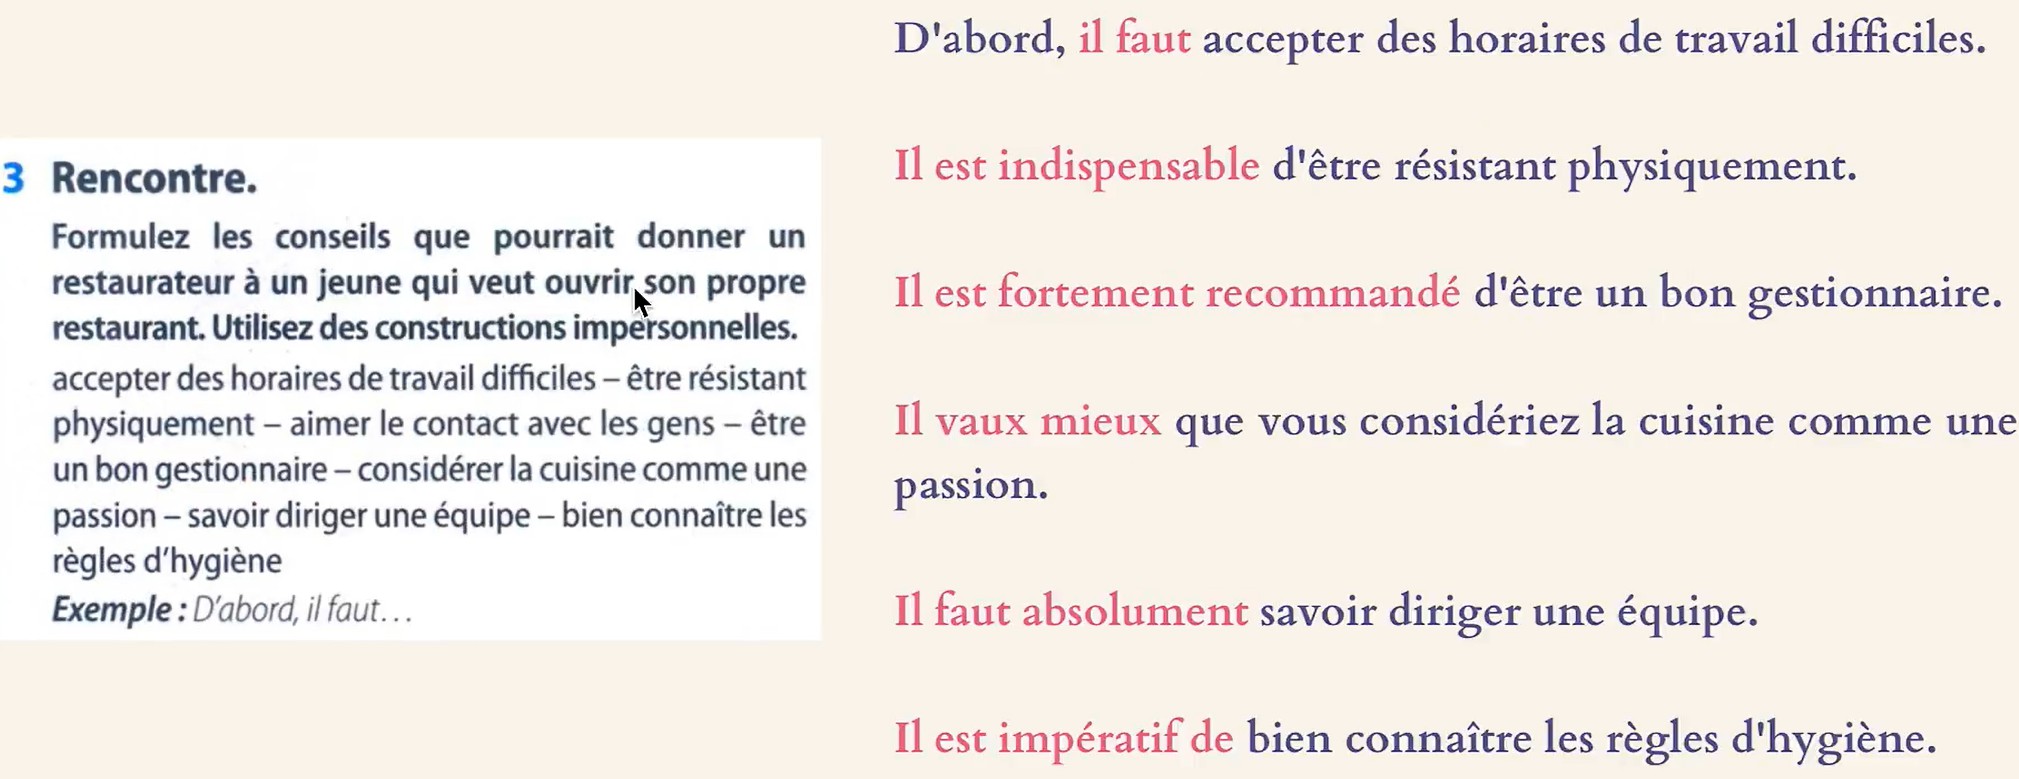 3 Rencontre.
Formulez les conseils que pourrait donner un
restaurateur à un jeune qui veut ouvrir son propre
restaurant. Utilisez des constructions impersonnelles.
accepter des horaires de travail difficiles – être résistant
physiquement – aimer le contact avec les gens – être
un bon gestionnaire – considérer la cuisine comme une
passion – savoir diriger une équipe – bien connaître les
règles d'hygiène
Exemple : D'abord, il faut…
D'abord, il faut accepter des horaires de travail difficiles.
Il est indispensable d'être résistant physiquement.
Il est fortement recommandé d'être un bon gestionnaire.
Il vaux mieux que vous considériez la cuisine comme une
passion.
Il faut absolument savoir diriger une équipe.
Il est impératif de bien connaître les règles d'hygiène.